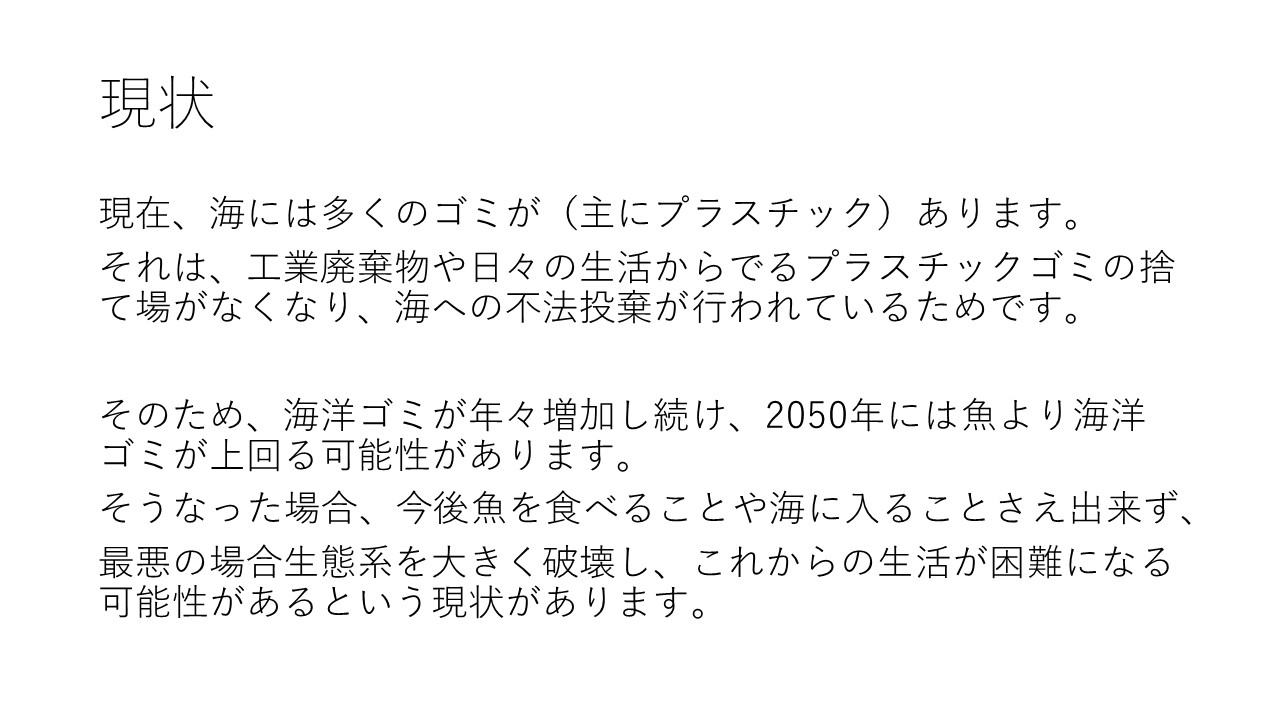 現状
現在、海には多くのゴミが（主にプラスチック）あります。
それは、工業廃棄物や日々の生活からでるプラスチックゴミの捨
て場がなくなり、海への不法投棄が行われているためです。
そのため、海洋ゴミが年々増加し続け、2050年には魚より海洋
ゴミが上回る可能性があります。
そうなった場合、今後魚を食べることや海に入ることさえ出来ず、
最悪の場合生態系を大きく破壊し、これからの生活が困難になる
可能性があるという現状があります。